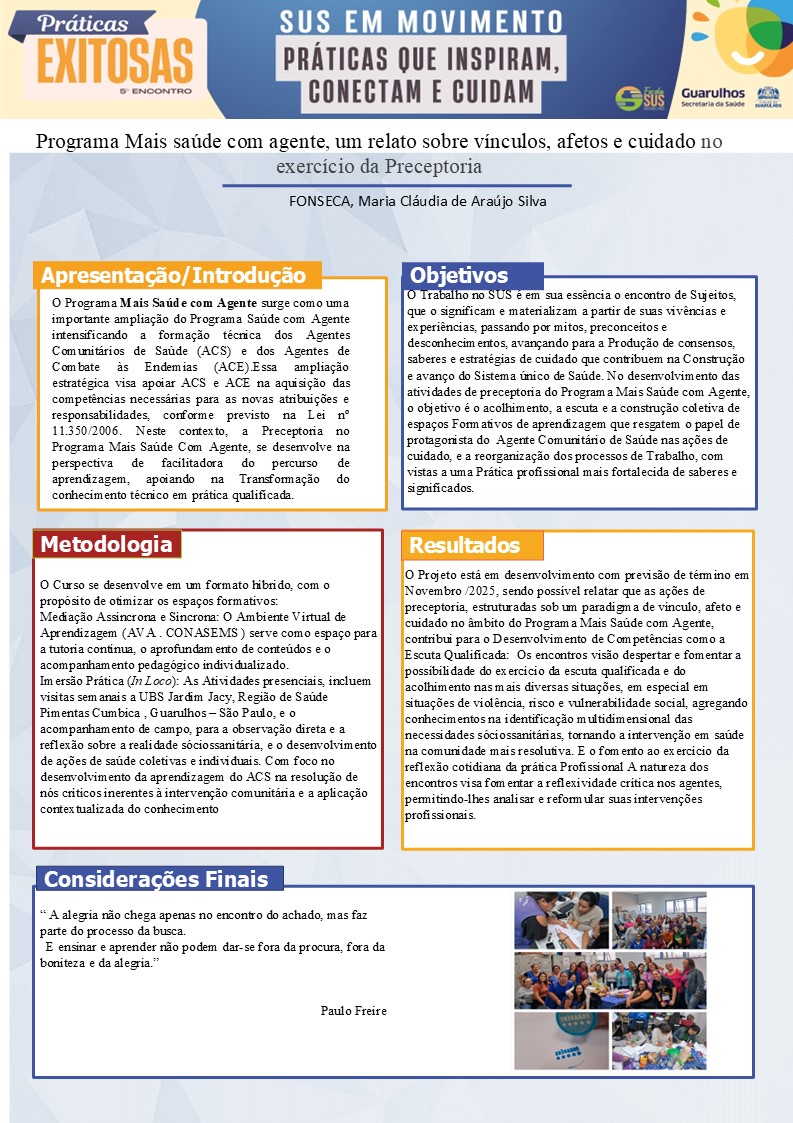 Práticas
EXITOSAS
5º ENCONTRO
SUS EM MOVIMENTO
PRÁTICAS QUE INSPIRAM,
CONECTAM E CUIDAM
Escola
SUS
Guarulhos
Secretaria da Saúde
GUARULHOS
Programa Mais saúde com agente, um relato sobre vínculos, afetos e cuidado no
exercício da Preceptoria
FONSECA, Maria Cláudia de Araújo Silva
Apresentação/Introdução
O Programa Mais Saúde com Agente surge como uma
importante ampliação do Programa Saúde com Agente
intensificando a formação técnica dos Agentes
Comunitários de Saúde (ACS) e dos Agentes de
Combate às Endemias (ACE).Essa ampliação
estratégica visa apoiar ACS e ACE na aquisição das
competências necessárias para as novas atribuições e
responsabilidades, conforme previsto na Lei nº
11.350/2006. Neste contexto, a Preceptoria no
Programa Mais Saúde Com Agente, se desenvolve na
perspectiva de facilitadora do percurso de
aprendizagem, apoiando na Transformação do
conhecimento técnico em prática qualificada.
Objetivos
O Trabalho no SUS é em sua essência o encontro de Sujeitos,
que o significam e materializam a partir de suas vivências e
experiências, passando por mitos, preconceitos e
desconhecimentos, avançando para a Produção de consensos,
saberes e estratégias de cuidado que contribuem na Construção
e avanço do Sistema único de Saúde. No desenvolvimento das
atividades de preceptoria do Programa Mais Saúde com Agente,
o objetivo é o acolhimento, a escuta e a construção coletiva de
espaços Formativos de aprendizagem que resgatem o papel de
protagonista do Agente Comunitário de Saúde nas ações de
cuidado, e a reorganização dos processos de Trabalho, com
vistas a uma Prática profissional mais fortalecida de saberes e
significados.
Metodologia
O Curso se desenvolve em um formato híbrido, com o
propósito de otimizar os espaços formativos:
Mediação Assíncrona e Síncrona: O Ambiente Virtual de
Aprendizagem (AVA . CONASEMS ) serve como espaço para
a tutoria contínua, o aprofundamento de conteúdos e o
acompanhamento pedagógico individualizado.
Imersão Prática (In Loco): As Atividades presenciais, incluem
visitas semanais a UBS Jardim Jacy, Região de Saúde
Pimentas Cumbica , Guarulhos – São Paulo, e o
acompanhamento de campo, para a observação direta e a
reflexão sobre a realidade sóciossanitária, e o desenvolvimento
de ações de saúde coletivas e individuais. Com foco no
desenvolvimento da aprendizagem do ACS na resolução de
nós críticos inerentes à intervenção comunitária e a aplicação
contextualizada do conhecimento
Resultados
O Projeto está em desenvolvimento com previsão de término em
Novembro /2025, sendo possível relatar que as ações de
preceptoria, estruturadas sob um paradigma de vínculo, afeto e
cuidado no âmbito do Programa Mais Saúde com Agente,
contribui para o Desenvolvimento de Competências como a
Escuta Qualificada: Os encontros visão despertar e fomentar a
possibilidade do exercício da escuta qualificada e do
acolhimento nas mais diversas situações, em especial em
situações de violência, risco e vulnerabilidade social, agregando
conhecimentos na identificação multidimensional das
necessidades sóciossanitárias, tornando a intervenção em saúde
na comunidade mais resolutiva. E o fomento ao exercício da
reflexão cotidiana da prática Profissional A natureza dos
encontros visa fomentar a reflexividade crítica nos agentes,
permitindo-lhes analisar e reformular suas intervenções
profissionais.
Considerações Finais
“ A alegria não chega apenas no encontro do achado, mas faz
parte do processo da busca.
E ensinar e aprender não podem dar-se fora da procura, fora da
boniteza e da alegria.”
Paulo Freire